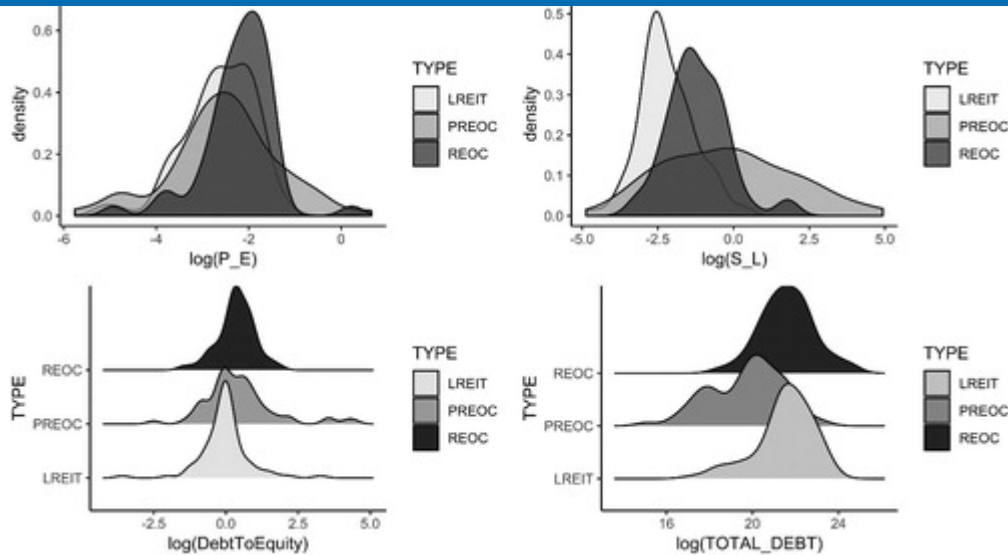 0.6
0.4
0.2
0.0
density
-6 -4 -2 0
log(P_E)
TYPE
LREIT
PREOC
REOC
0.5
0.4
0.3
0.2
0.1
0.0
density
-5.0 -2.5 0.0 2.5 5.0
log(S_L)
TYPE
LREIT
PREOC
REOC
REOC
PREOC
LREIT
TYPE
-2.5 0.0 2.5 5.0
log(DebtToEquity)
TYPE
LREIT
PREOC
REOC
REOC
PREOC
LREIT
TYPE
16 20 24
log(TOTAL_DEBT)
TYPE
LREIT
PREOC
REOC